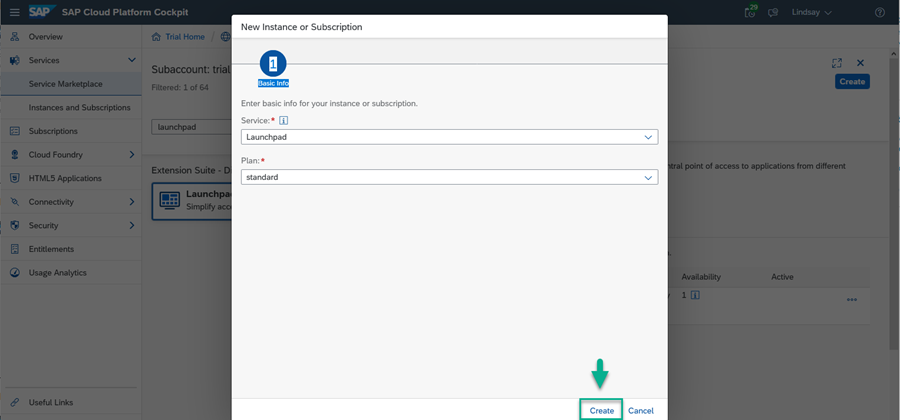 SAP SAP Cloud Platform Cockpit
29
Lindsay
Overview
Services
Service Marketplace
Instances and Subscriptions
Subscriptions
Cloud Foundry
HTML5 Applications
Connectivity
Security
Entitlements
Usage Analytics
Useful Links
Trial Home /
Subaccount: trial
Filtered: 1 of 64
launchpad
Extension Suite - D
Launchpad
Simplify acce
New Instance or Subscription
1
Basic Info
Enter basic info for your instance or subscription.
Service:*
Launchpad
Plan:*
standard
Create Cancel
/
Create
ntral point of access to applications from different
Availability Active
1